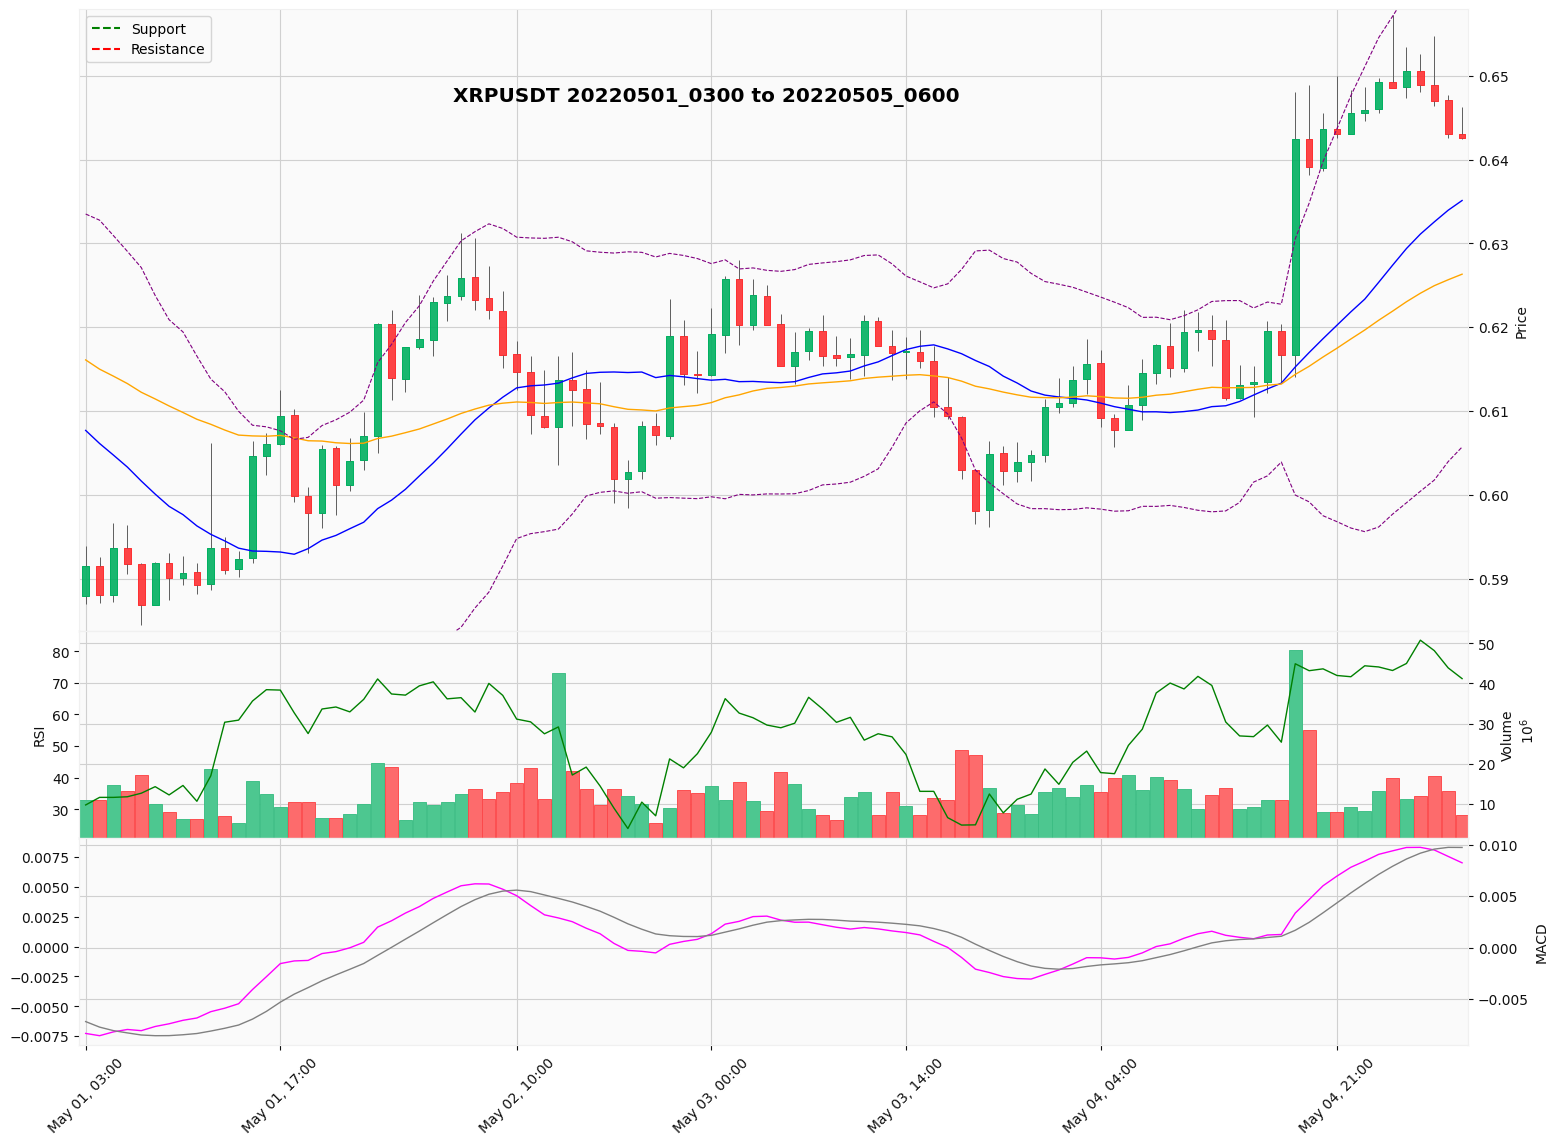 Support
Resistance
XRPUSDT 20220501_0300 to 20220505_0600
0.65
0.64
0.63
0.62
0.61
0.60
0.59
Price
80
70
60
50
40
30
RSI
50
40
30
20
10
Volume
10⁶
0.0075
0.0050
0.0025
0.0000
−0.0025
−0.0050
−0.0075
0.010
0.005
0.000
−0.005
MACD
May 01, 03:00
May 01, 17:00
May 02, 10:00
May 03, 00:00
May 03, 14:00
May 04, 04:00
May 04, 21:00